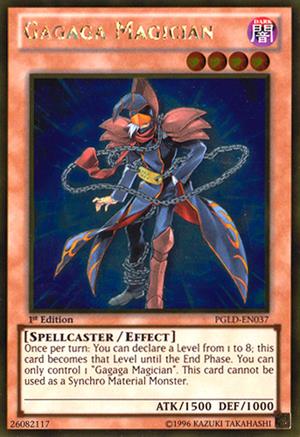 GAGAGA MAGICIAN
DARK
闇
1st Edition
PGLD-EN037
[SPELLCASTER / EFFECT]
Once per turn: You can declare a Level from 1 to 8; this
card becomes that Level until the End Phase. You can
only control 1 "Gagaga Magician". This card cannot be
used as a Synchro Material Monster.
ATK/1500 DEF/1000
26082117
©1996 KAZUKI TAKAHASHI